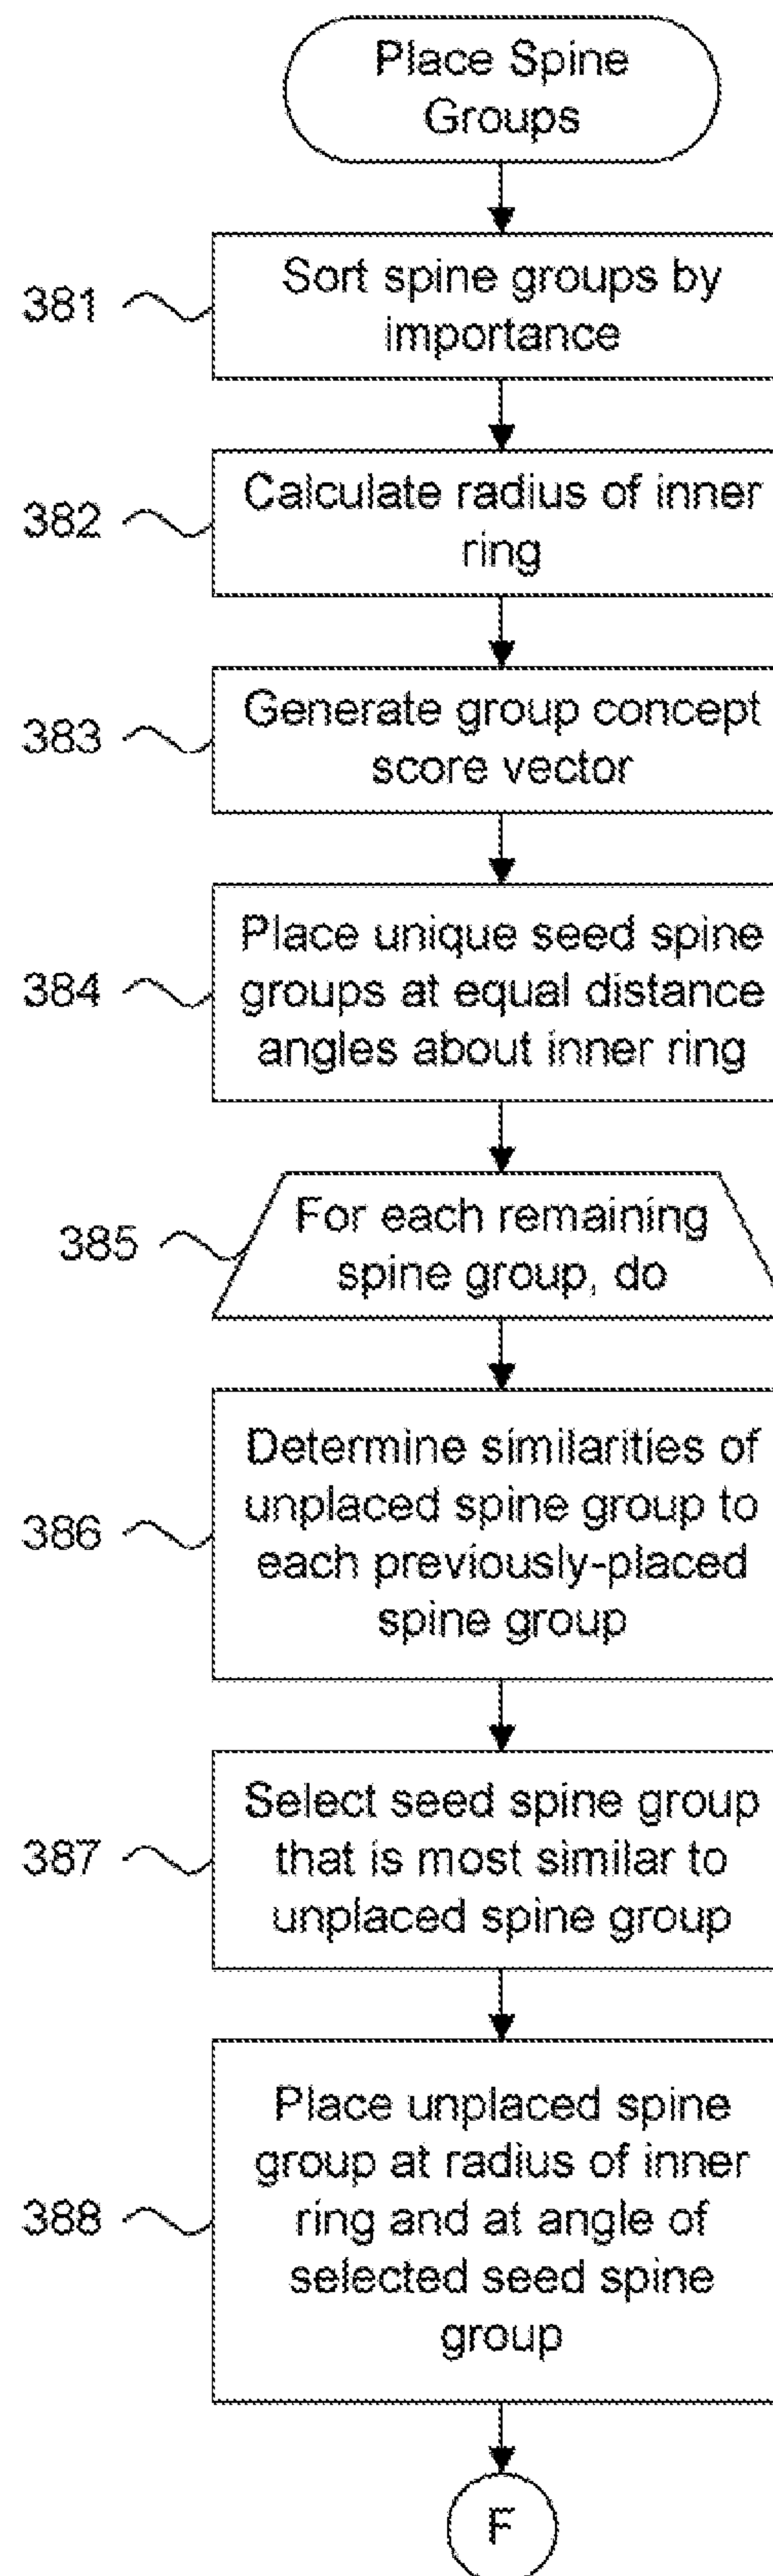 Place Spine
Groups
381
Sort spine groups by
importance
382
Calculate radius of inner
ring
383
Generate group concept
score vector
384
Place unique seed spine
groups at equal distance
angles about inner ring
385
For each remaining
spine group, do
386
Determine similarities of
unplaced spine group to
each previously-placed
spine group
387
Select seed spine group
that is most similar to
unplaced spine group
388
Place unplaced spine
group at radius of inner
ring and at angle of
selected seed spine
group
F